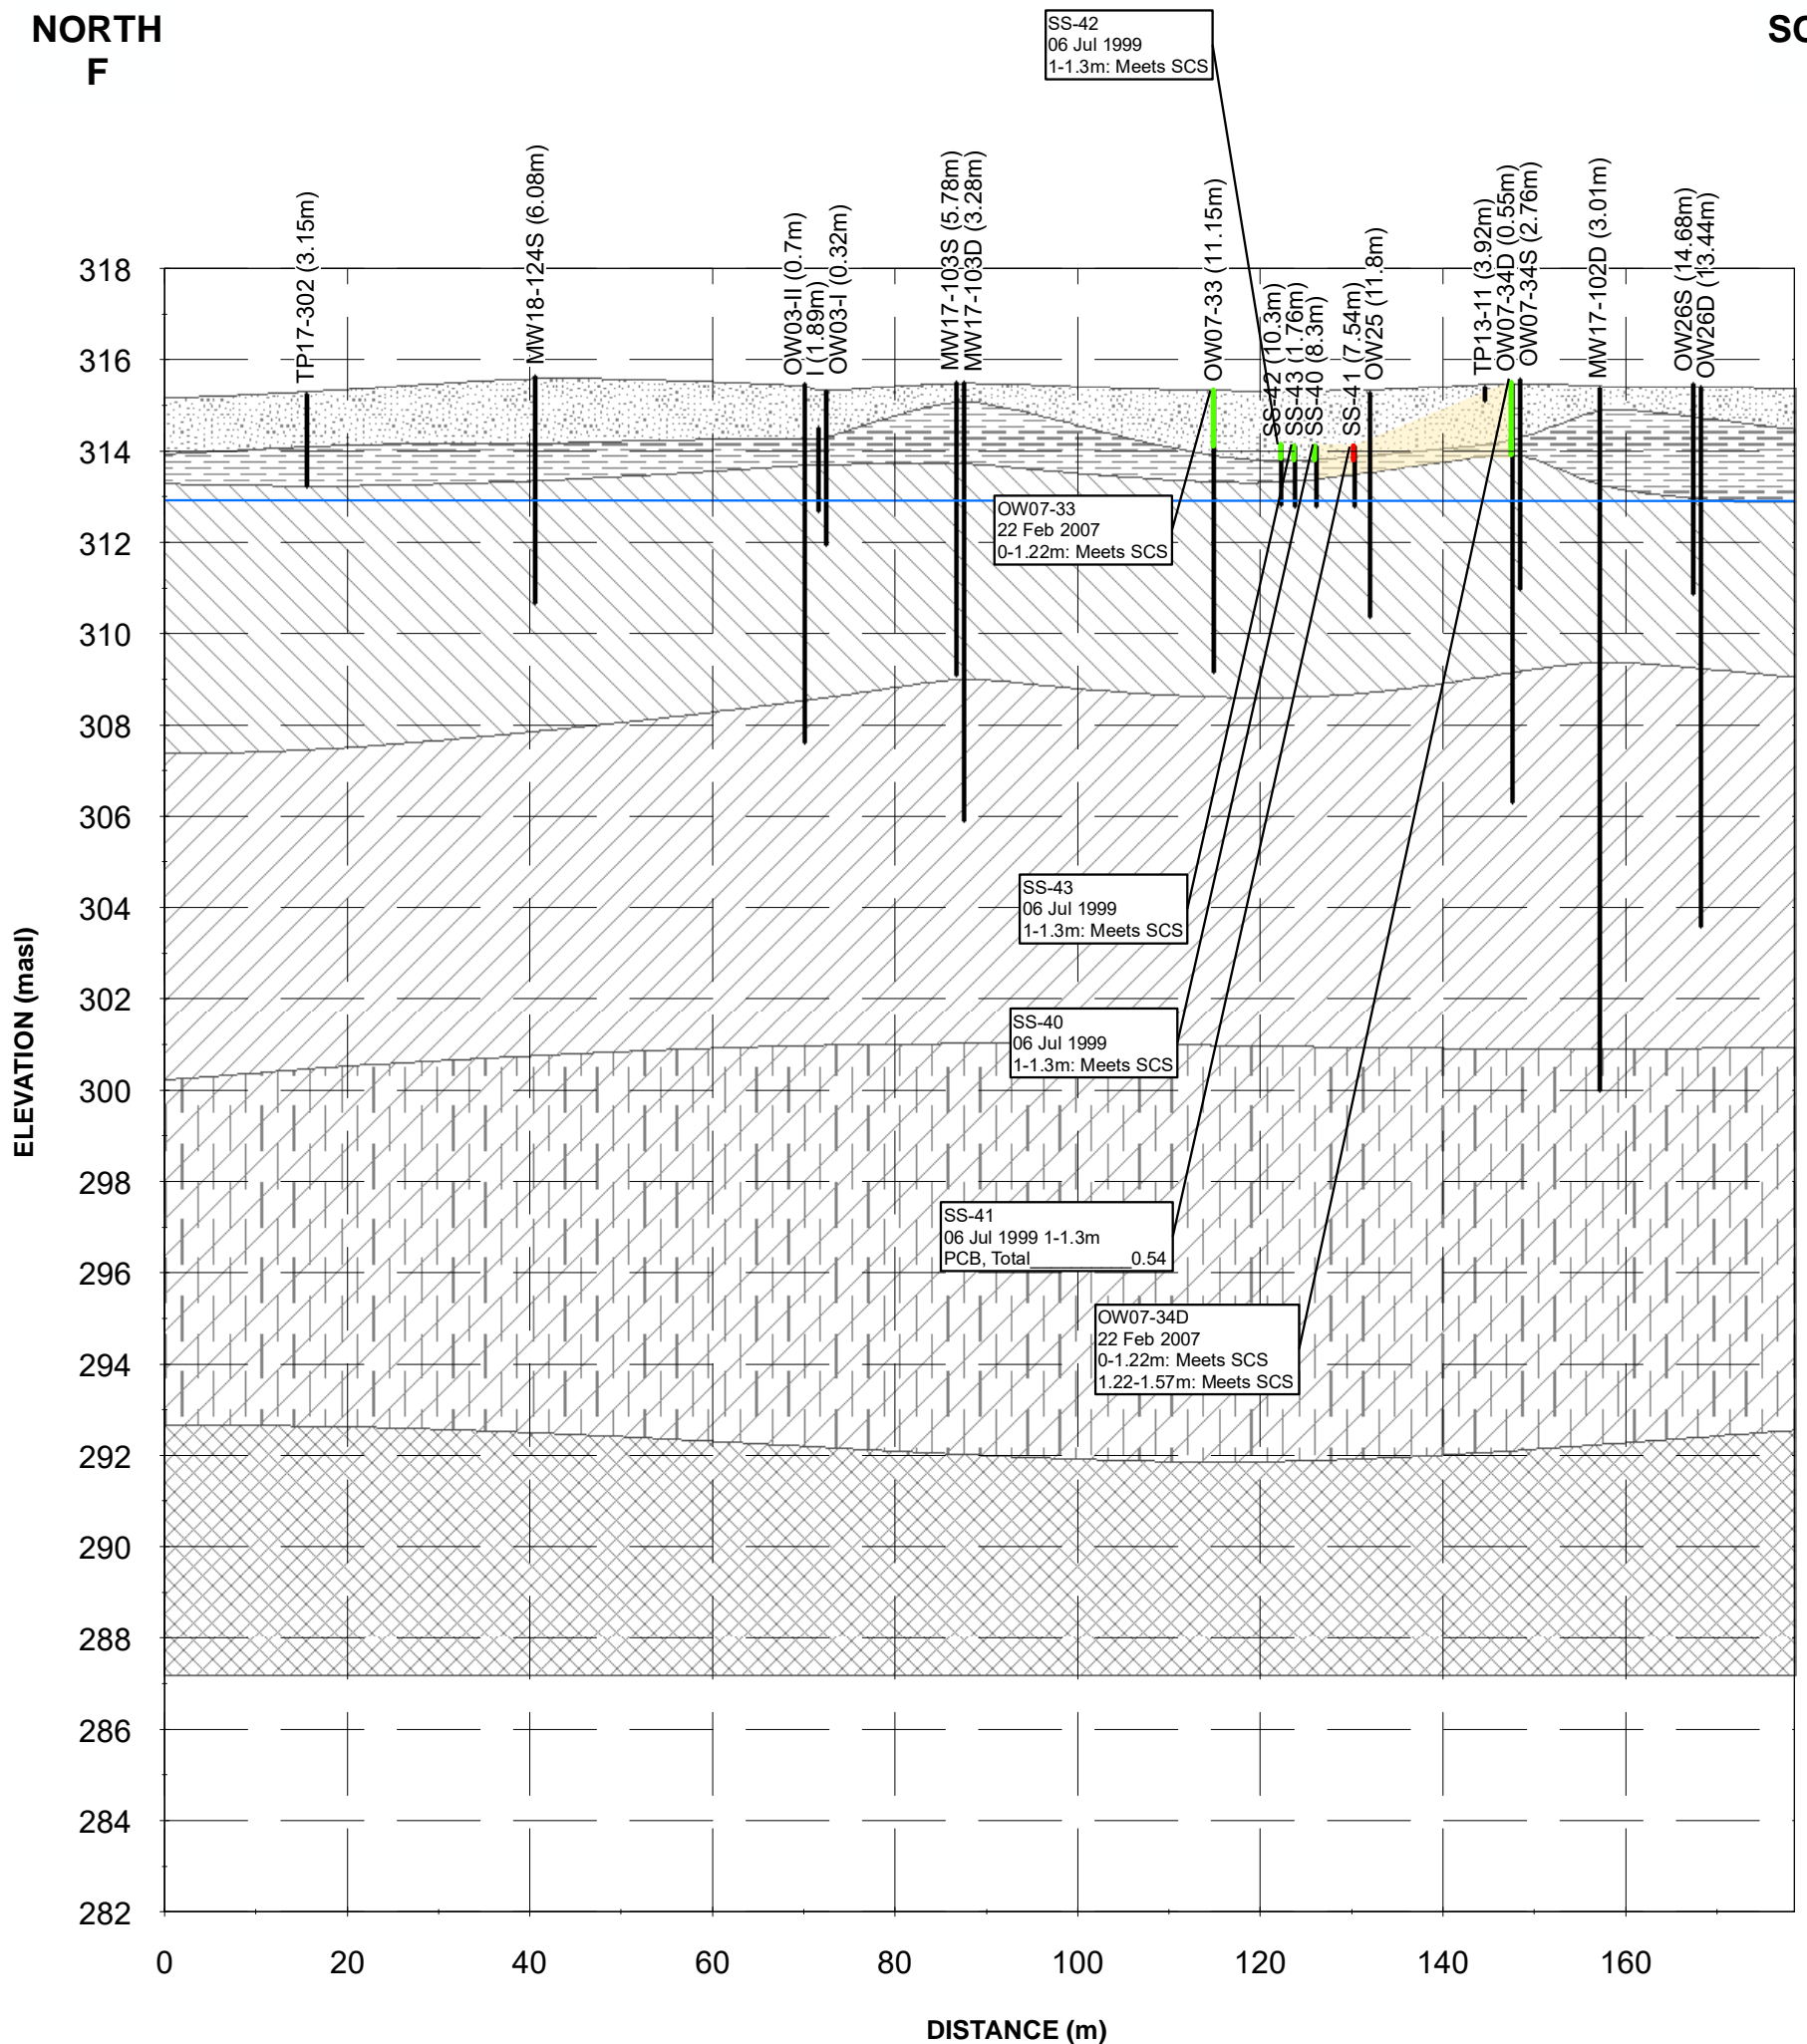 NORTH
F
SO
SS-42
06 Jul 1999
1-1.3m: Meets SCS
TP17-302 (3.15m)
MW18-124S (6.08m)
OW03-II (0.7m)
I (1.89m)
OW03-I (0.32m)
MW17-103S (5.78m)
MW17-103D (3.28m)
OW07-33 (11.15m)
SS-42 (10.3m)
SS-43 (1.76m)
SS-40 (8.3m)
SS-41 (7.54m)
OW25 (11.8m)
TP13-11 (3.92m)
OW07-34D (0.55m)
OW07-34S (2.76m)
MW17-102D (3.01m)
OW26S (14.68m)
OW26D (13.44m)
318
316
314
312
310
308
306
304
302
300
298
296
294
292
290
288
286
284
282
ELEVATION (masl)
OW07-33
22 Feb 2007
0-1.22m: Meets SCS
SS-43
06 Jul 1999
1-1.3m: Meets SCS
SS-40
06 Jul 1999
1-1.3m: Meets SCS
SS-41
06 Jul 1999 1-1.3m
PCB, Total___________0.54
OW07-34D
22 Feb 2007
0-1.22m: Meets SCS
1.22-1.57m: Meets SCS
0 20 40 60 80 100 120 140 160
DISTANCE (m)